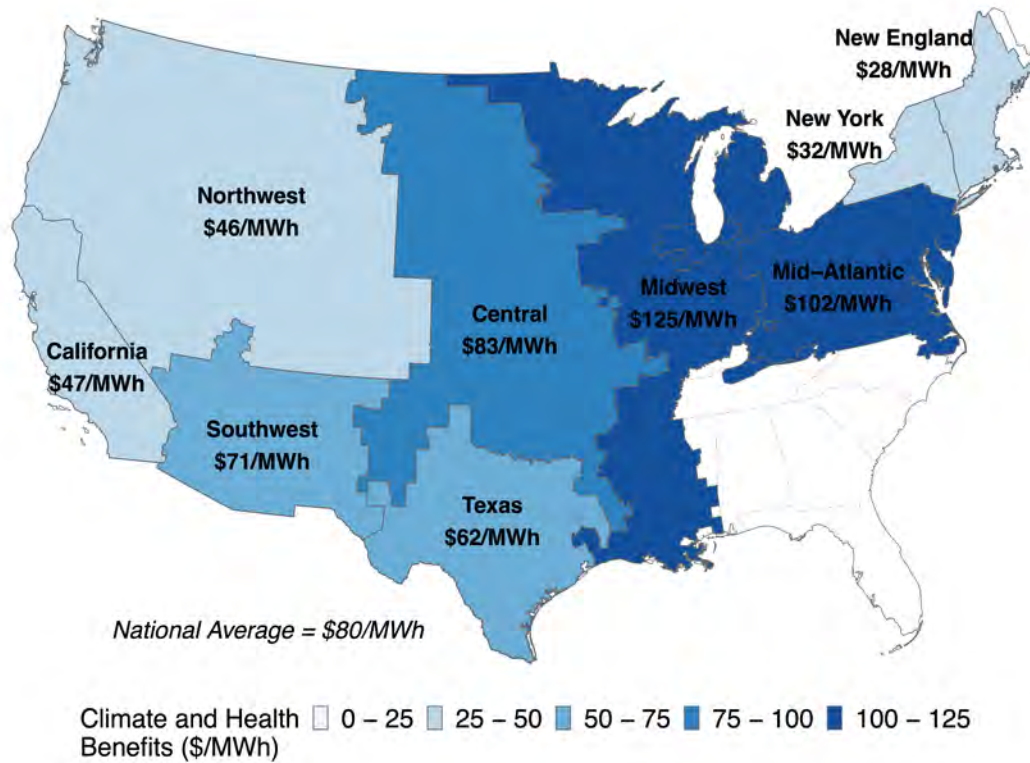 New England
$28/MWh
New York
$32/MWh
Northwest
$46/MWh
Midwest
$125/MWh
Mid–Atlantic
$102/MWh
Central
$83/MWh
California
$47/MWh
Southwest
$71/MWh
Texas
$62/MWh
National Average = $80/MWh
Climate and Health
Benefits ($/MWh)
0 – 25
25 – 50
50 – 75
75 – 100
100 – 125